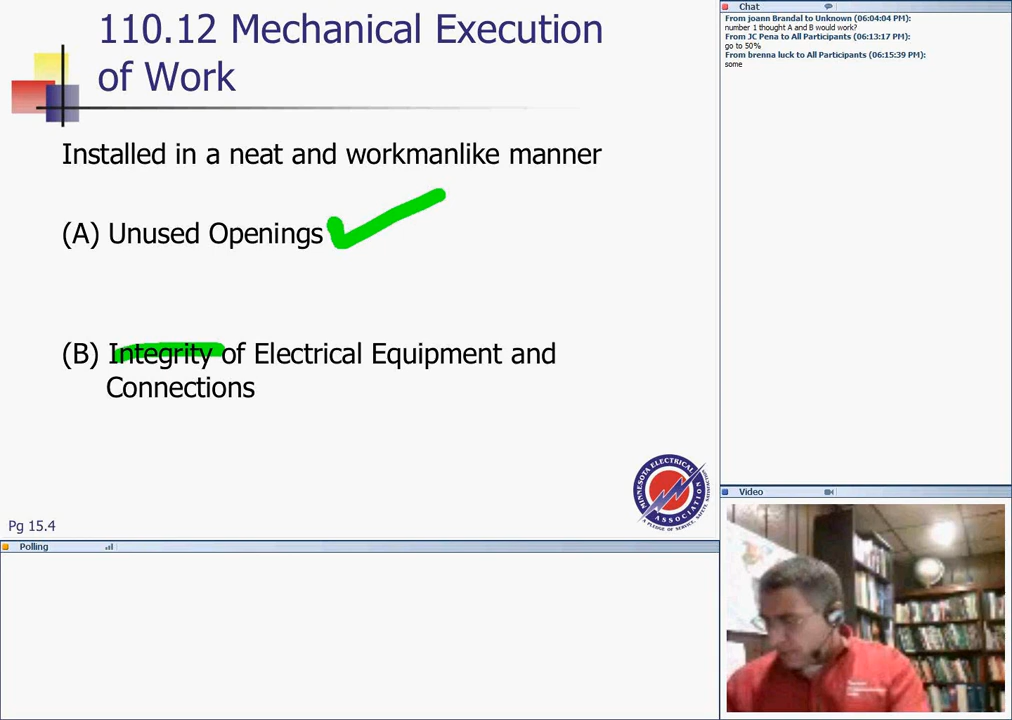 110.12 Mechanical Execution
of Work
Installed in a neat and workmanlike manner
(A) Unused Openings
(B) Integrity of Electrical Equipment and
Connections
MINNESOTA ELECTRICAL
ASSOCIATION
Pg 15.4
Polling
Chat
From joann Brandal to Unknown (06:04:04 PM):
number 1 thought A and B would work?
From JC Pena to All Participants (06:13:17 PM):
go to 50%
From brenna luck to All Participants (06:15:39 PM):
some
Video